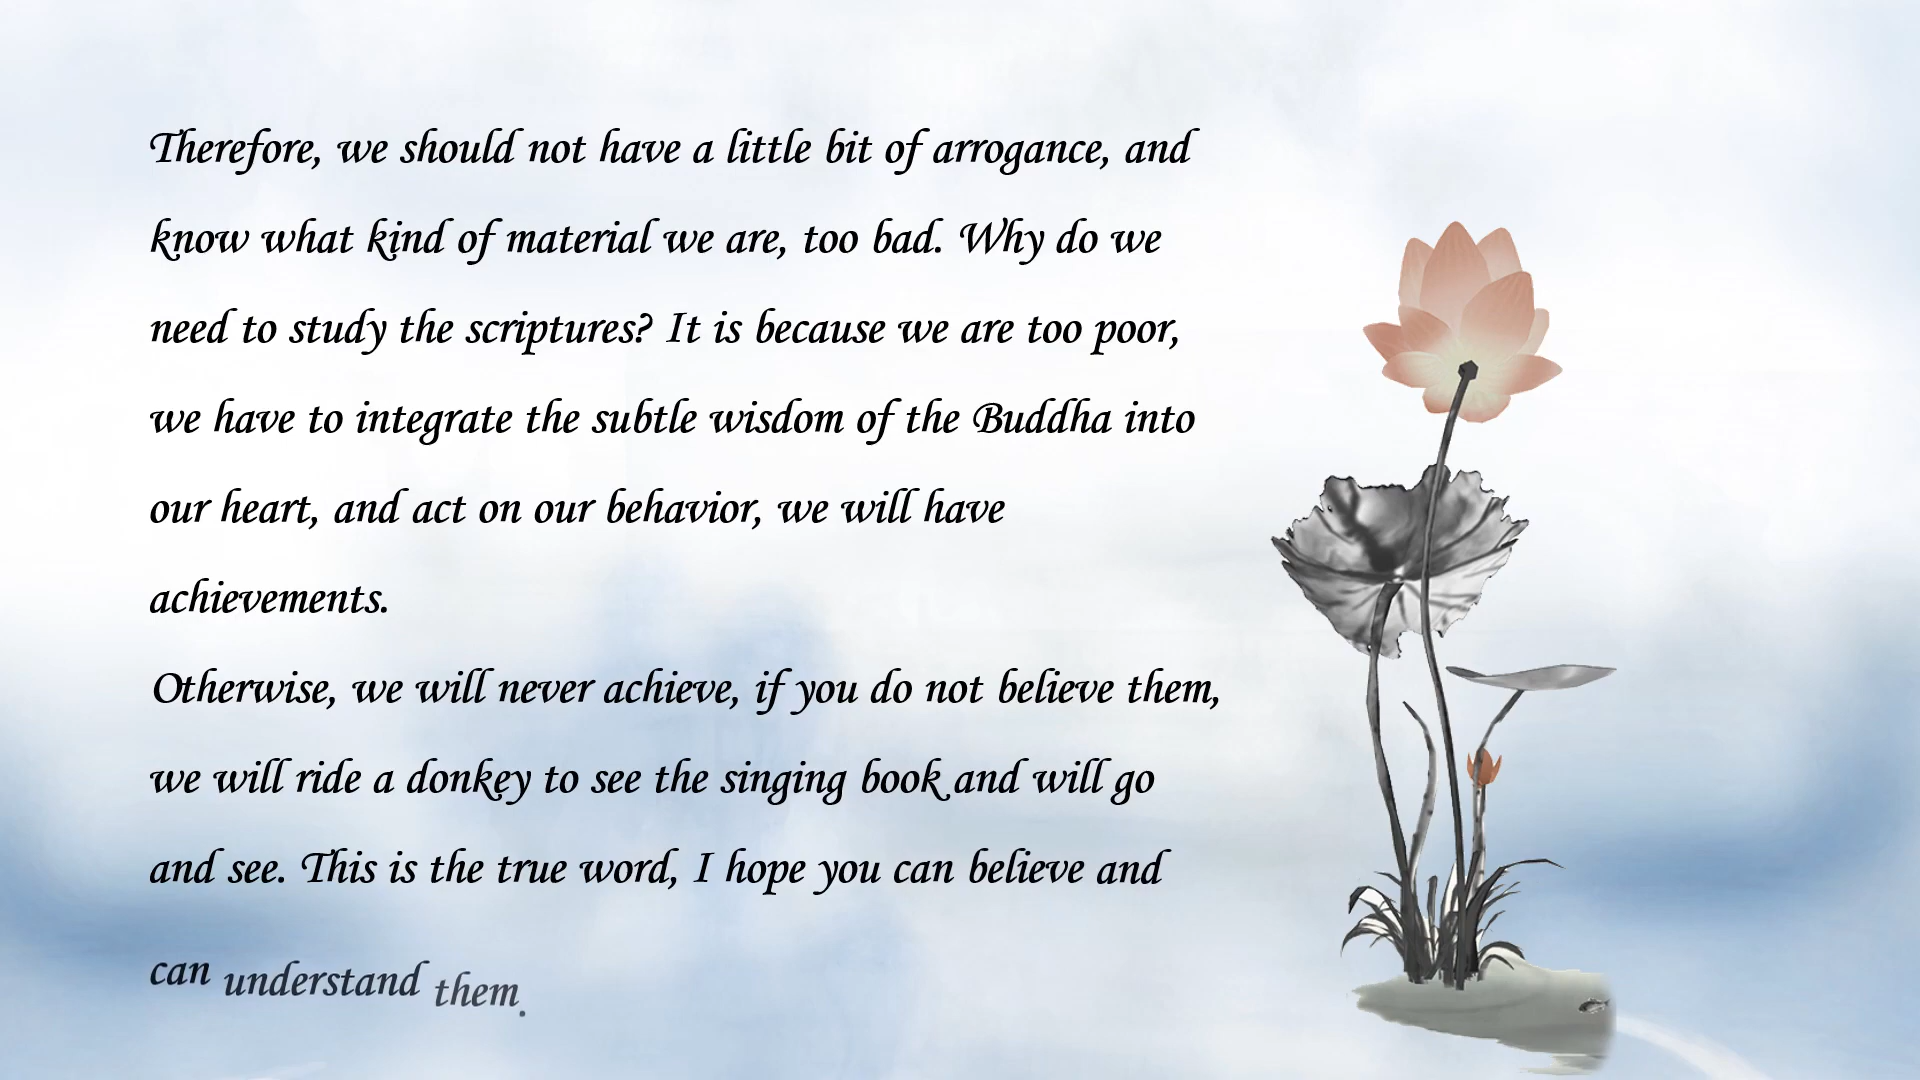 Therefore, we should not have a little bit of arrogance, and
know what kind of material we are, too bad. Why do we
need to study the scriptures? It is because we are too poor,
we have to integrate the subtle wisdom of the Buddha into
our heart, and act on our behavior, we will have
achievements.
Otherwise, we will never achieve, if you do not believe them,
we will ride a donkey to see the singing book and will go
and see. This is the true word, I hope you can believe and
can understand them.